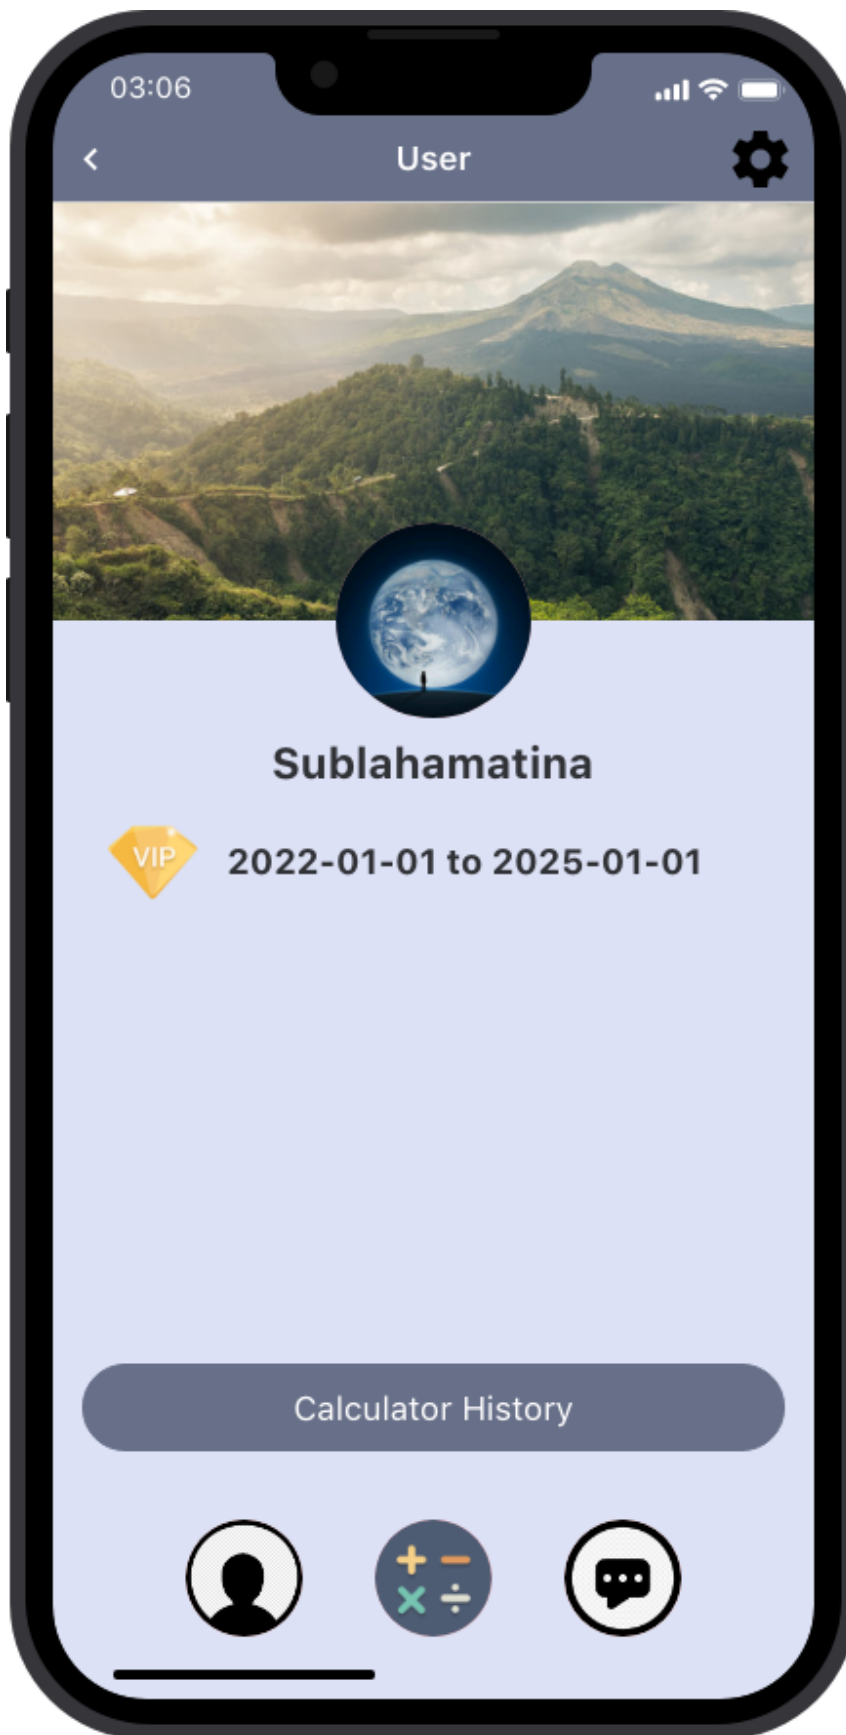 03:06
User
Sublahamatina
VIP
2022-01-01 to 2025-01-01
Calculator History